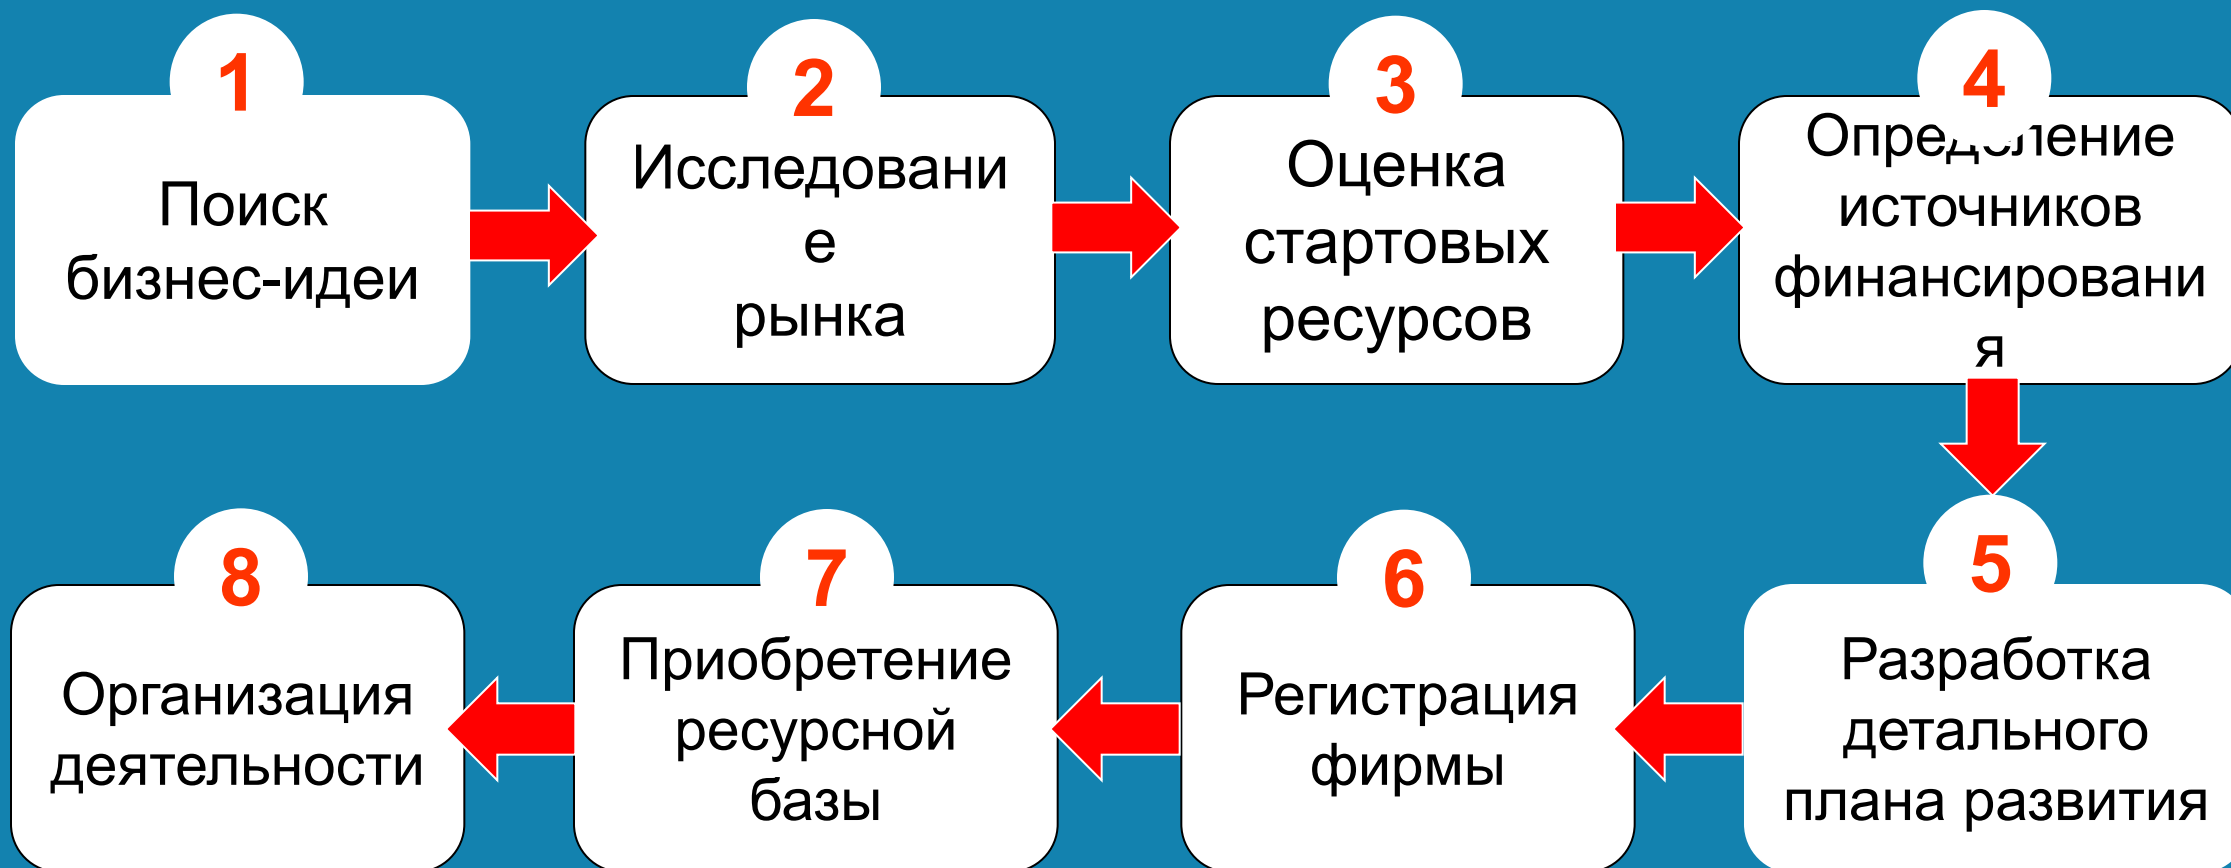 1
Поиск
бизнес-идеи
2
Исследовани
е
рынка
3
Оценка
стартовых
ресурсов
4
Определение
источников
финансировани
я
5
Разработка
детального
плана развития
6
Регистрация
фирмы
7
Приобретение
ресурсной
базы
8
Организация
деятельности